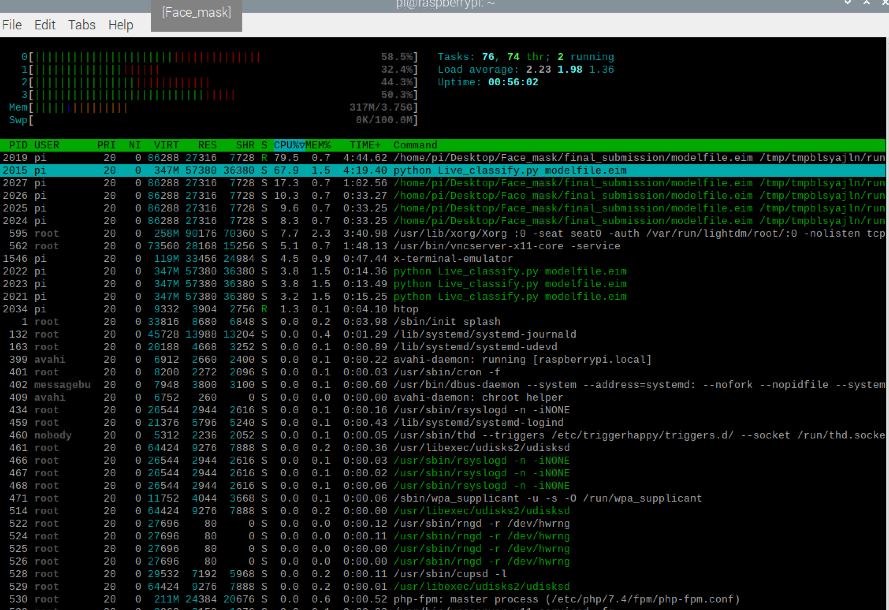 pi@raspberrypi: ~
[Face_mask]
File Edit Tabs Help
0[ 58.5%] Tasks: 76, 74 thr; 2 running
1[ 32.4%] Load average: 2.23 1.98 1.36
2[ 44.3%] Uptime: 00:56:02
3[ 50.3%]
Mem[ 317M/3.75G]
Swp[ 0K/100.0M]
PID USER PRI NI VIRT RES SHR S CPU%▽MEM% TIME+ Command
2019 pi 20 0 86288 27316 7728 R 79.5 0.7 4:44.62 /home/pi/Desktop/Face_mask/final_submission/modelfile.eim /tmp/tmpblsyajln/run
2015 pi 20 0 347M 57380 36380 S 67.9 1.5 4:19.40 python Live_classify.py modelfile.eim
2027 pi 20 0 86288 27316 7728 S 17.3 0.7 1:02.56 /home/pi/Desktop/Face_mask/final_submission/modelfile.eim /tmp/tmpblsyajln/run
2026 pi 20 0 86288 27316 7728 S 10.3 0.7 0:33.27 /home/pi/Desktop/Face_mask/final_submission/modelfile.eim /tmp/tmpblsyajln/run
2025 pi 20 0 86288 27316 7728 S 9.6 0.7 0:33.25 /home/pi/Desktop/Face_mask/final_submission/modelfile.eim /tmp/tmpblsyajln/run
2024 pi 20 0 86288 27316 7728 S 8.3 0.7 0:33.25 /home/pi/Desktop/Face_mask/final_submission/modelfile.eim /tmp/tmpblsyajln/run
595 root 20 0 258M 90176 70360 S 7.7 2.3 3:40.98 /usr/lib/xorg/Xorg :0 -seat seat0 -auth /var/run/lightdm/root/:0 -nolisten tcp
562 root 20 0 73560 28168 15256 S 5.1 0.7 1:48.13 /usr/bin/vncserver-x11-core -service
1546 pi 20 0 119M 33456 24984 S 4.5 0.9 0:47.44 x-terminal-emulator
2022 pi 20 0 347M 57380 36380 S 3.8 1.5 0:14.36 python Live_classify.py modelfile.eim
2023 pi 20 0 347M 57380 36380 S 3.8 1.5 0:13.49 python Live_classify.py modelfile.eim
2021 pi 20 0 347M 57380 36380 S 3.2 1.5 0:15.25 python Live_classify.py modelfile.eim
2034 pi 20 0 9332 3904 2756 R 1.3 0.1 0:04.10 htop
1 root 20 0 33816 8680 6848 S 0.0 0.2 0:03.98 /sbin/init splash
132 root 20 0 45728 13988 13204 S 0.0 0.4 0:01.29 /lib/systemd/systemd-journald
163 root 20 0 20188 4668 3252 S 0.0 0.1 0:00.89 /lib/systemd/systemd-udevd
399 avahi 20 0 6912 2660 2400 S 0.0 0.1 0:00.22 avahi-daemon: running [raspberrypi.local]
401 root 20 0 8200 2272 2096 S 0.0 0.1 0:00.03 /usr/sbin/cron -f
402 messagebu 20 0 7948 3800 3100 S 0.0 0.1 0:00.60 /usr/bin/dbus-daemon --system --address=systemd: --nofork --nopidfile --system
409 avahi 20 0 6752 260 0 S 0.0 0.0 0:00.00 avahi-daemon: chroot helper
434 root 20 0 26544 2944 2616 S 0.0 0.1 0:00.16 /usr/sbin/rsyslogd -n -iNONE
459 root 20 0 21376 5796 5240 S 0.0 0.1 0:00.43 /lib/systemd/systemd-logind
460 nobody 20 0 5312 2236 2052 S 0.0 0.1 0:00.05 /usr/sbin/thd --triggers /etc/triggerhappy/triggers.d/ --socket /run/thd.socke
461 root 20 0 64424 9276 7888 S 0.0 0.2 0:00.36 /usr/libexec/udisks2/udisksd
466 root 20 0 26544 2944 2616 S 0.0 0.1 0:00.03 /usr/sbin/rsyslogd -n -iNONE
467 root 20 0 26544 2944 2616 S 0.0 0.1 0:00.02 /usr/sbin/rsyslogd -n -iNONE
468 root 20 0 26544 2944 2616 S 0.0 0.1 0:00.06 /usr/sbin/rsyslogd -n -iNONE
471 root 20 0 11752 4044 3668 S 0.0 0.1 0:00.06 /sbin/wpa_supplicant -u -s -O /run/wpa_supplicant
514 root 20 0 64424 9276 7888 S 0.0 0.2 0:00.00 /usr/libexec/udisks2/udisksd
522 root 20 0 27696 80 0 S 0.0 0.0 0:00.12 /usr/sbin/rngd -r /dev/hwrng
524 root 20 0 27696 80 0 S 0.0 0.0 0:00.11 /usr/sbin/rngd -r /dev/hwrng
525 root 20 0 27696 80 0 S 0.0 0.0 0:00.00 /usr/sbin/rngd -r /dev/hwrng
526 root 20 0 27696 80 0 S 0.0 0.0 0:00.00 /usr/sbin/rngd -r /dev/hwrng
528 root 20 0 29532 7192 5968 S 0.0 0.2 0:00.11 /usr/sbin/cupsd -l
529 root 20 0 64424 9276 7888 S 0.0 0.2 0:00.01 /usr/libexec/udisks2/udisksd
530 root 20 0 211M 24384 20676 S 0.0 0.6 0:00.52 php-fpm: master process (/etc/php/7.4/fpm/php-fpm.conf)